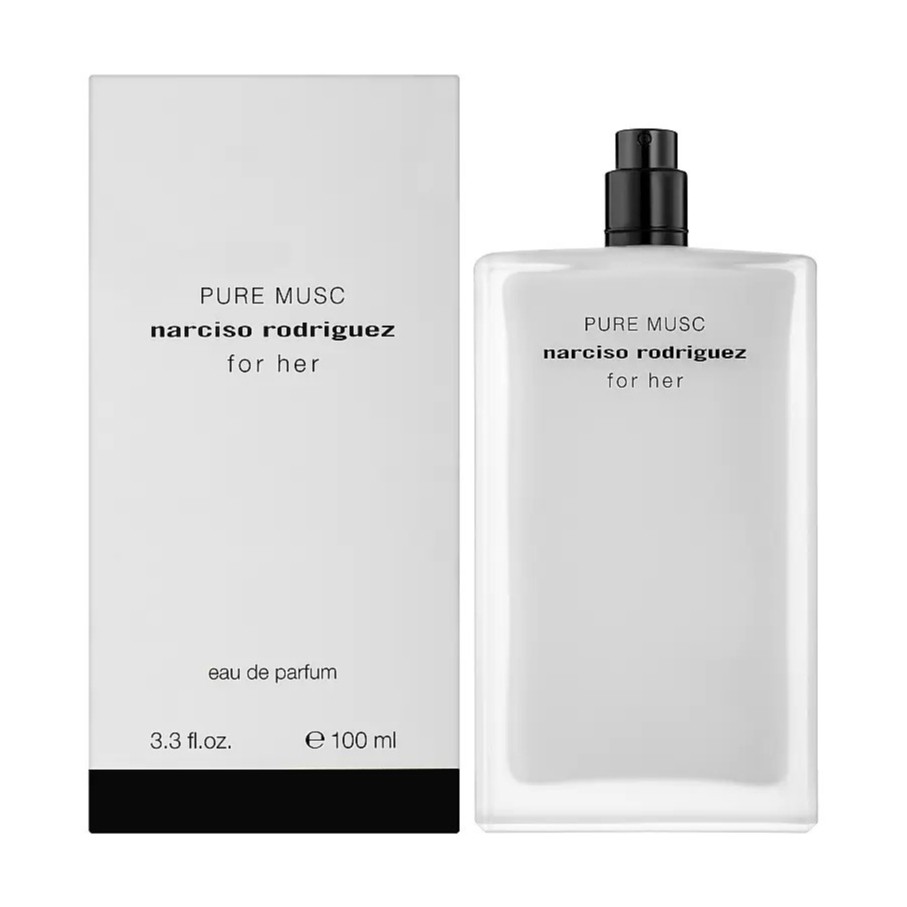 PURE MUSC
narciso rodriguez
for her
eau de parfum
3.3 fl.oz. ℮ 100 ml
PURE MUSC
narciso rodriguez
for her